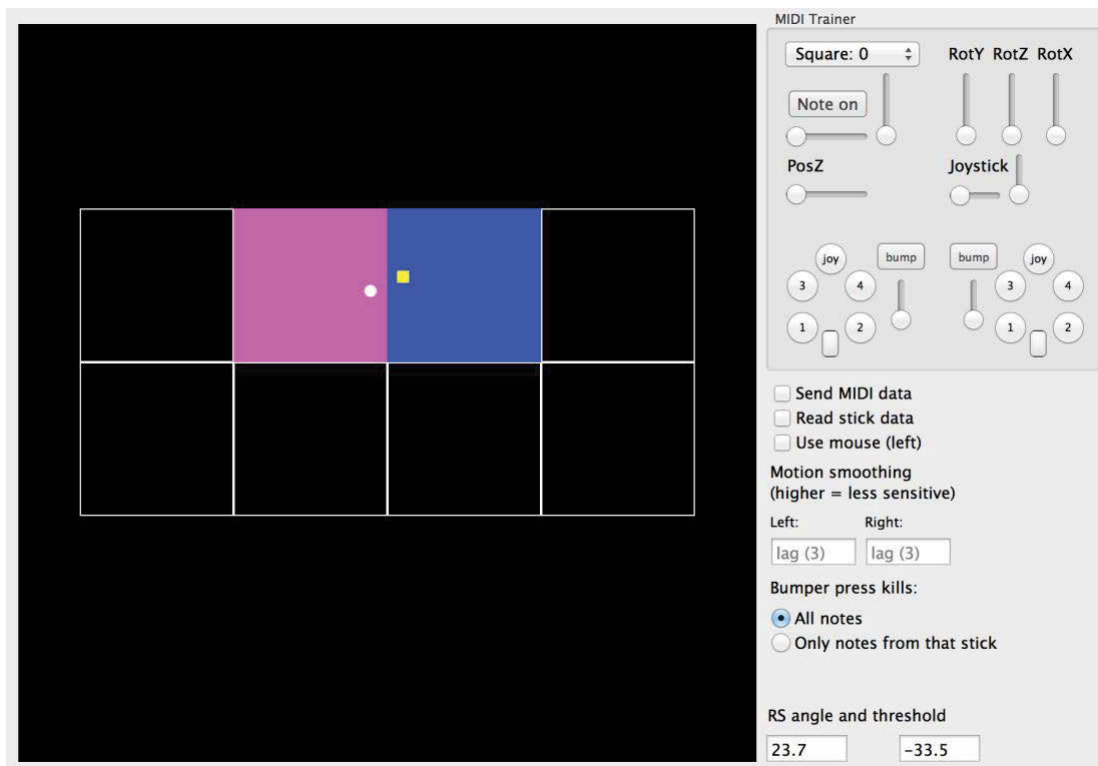 MIDI Trainer
Square: 0
RotY RotZ RotX
Note on
PosZ
Joystick
joy bump bump joy
3 4 3 4
1 2 1 2
Send MIDI data
Read stick data
Use mouse (left)
Motion smoothing
(higher = less sensitive)
Left: Right:
lag (3) lag (3)
Bumper press kills:
All notes
Only notes from that stick
RS angle and threshold
23.7 -33.5